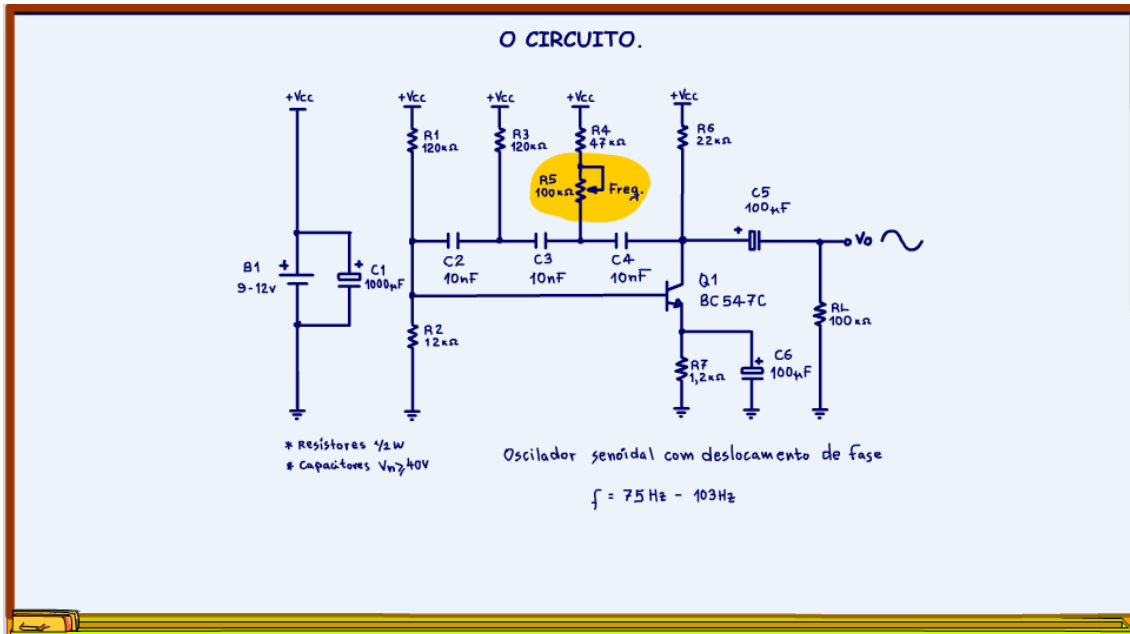 O CIRCUITO.
+Vcc
+Vcc
+Vcc
+Vcc
+Vcc
R1
120kΩ
R3
120kΩ
R4
47kΩ
R6
22kΩ
R5
100kΩ
Freq.
C5
100µF
+
Vo
B1
9-12v
+
C1
1000µF
+
C2
10nF
C3
10nF
C4
10nF
Q1
BC547C
R2
12kΩ
RL
100kΩ
R7
1,2kΩ
C6
100µF
+
* Resistores 1/2 W
* Capacitores Vn≥40V
Oscilador senoidal com deslocamento de fase
f = 75Hz - 103Hz